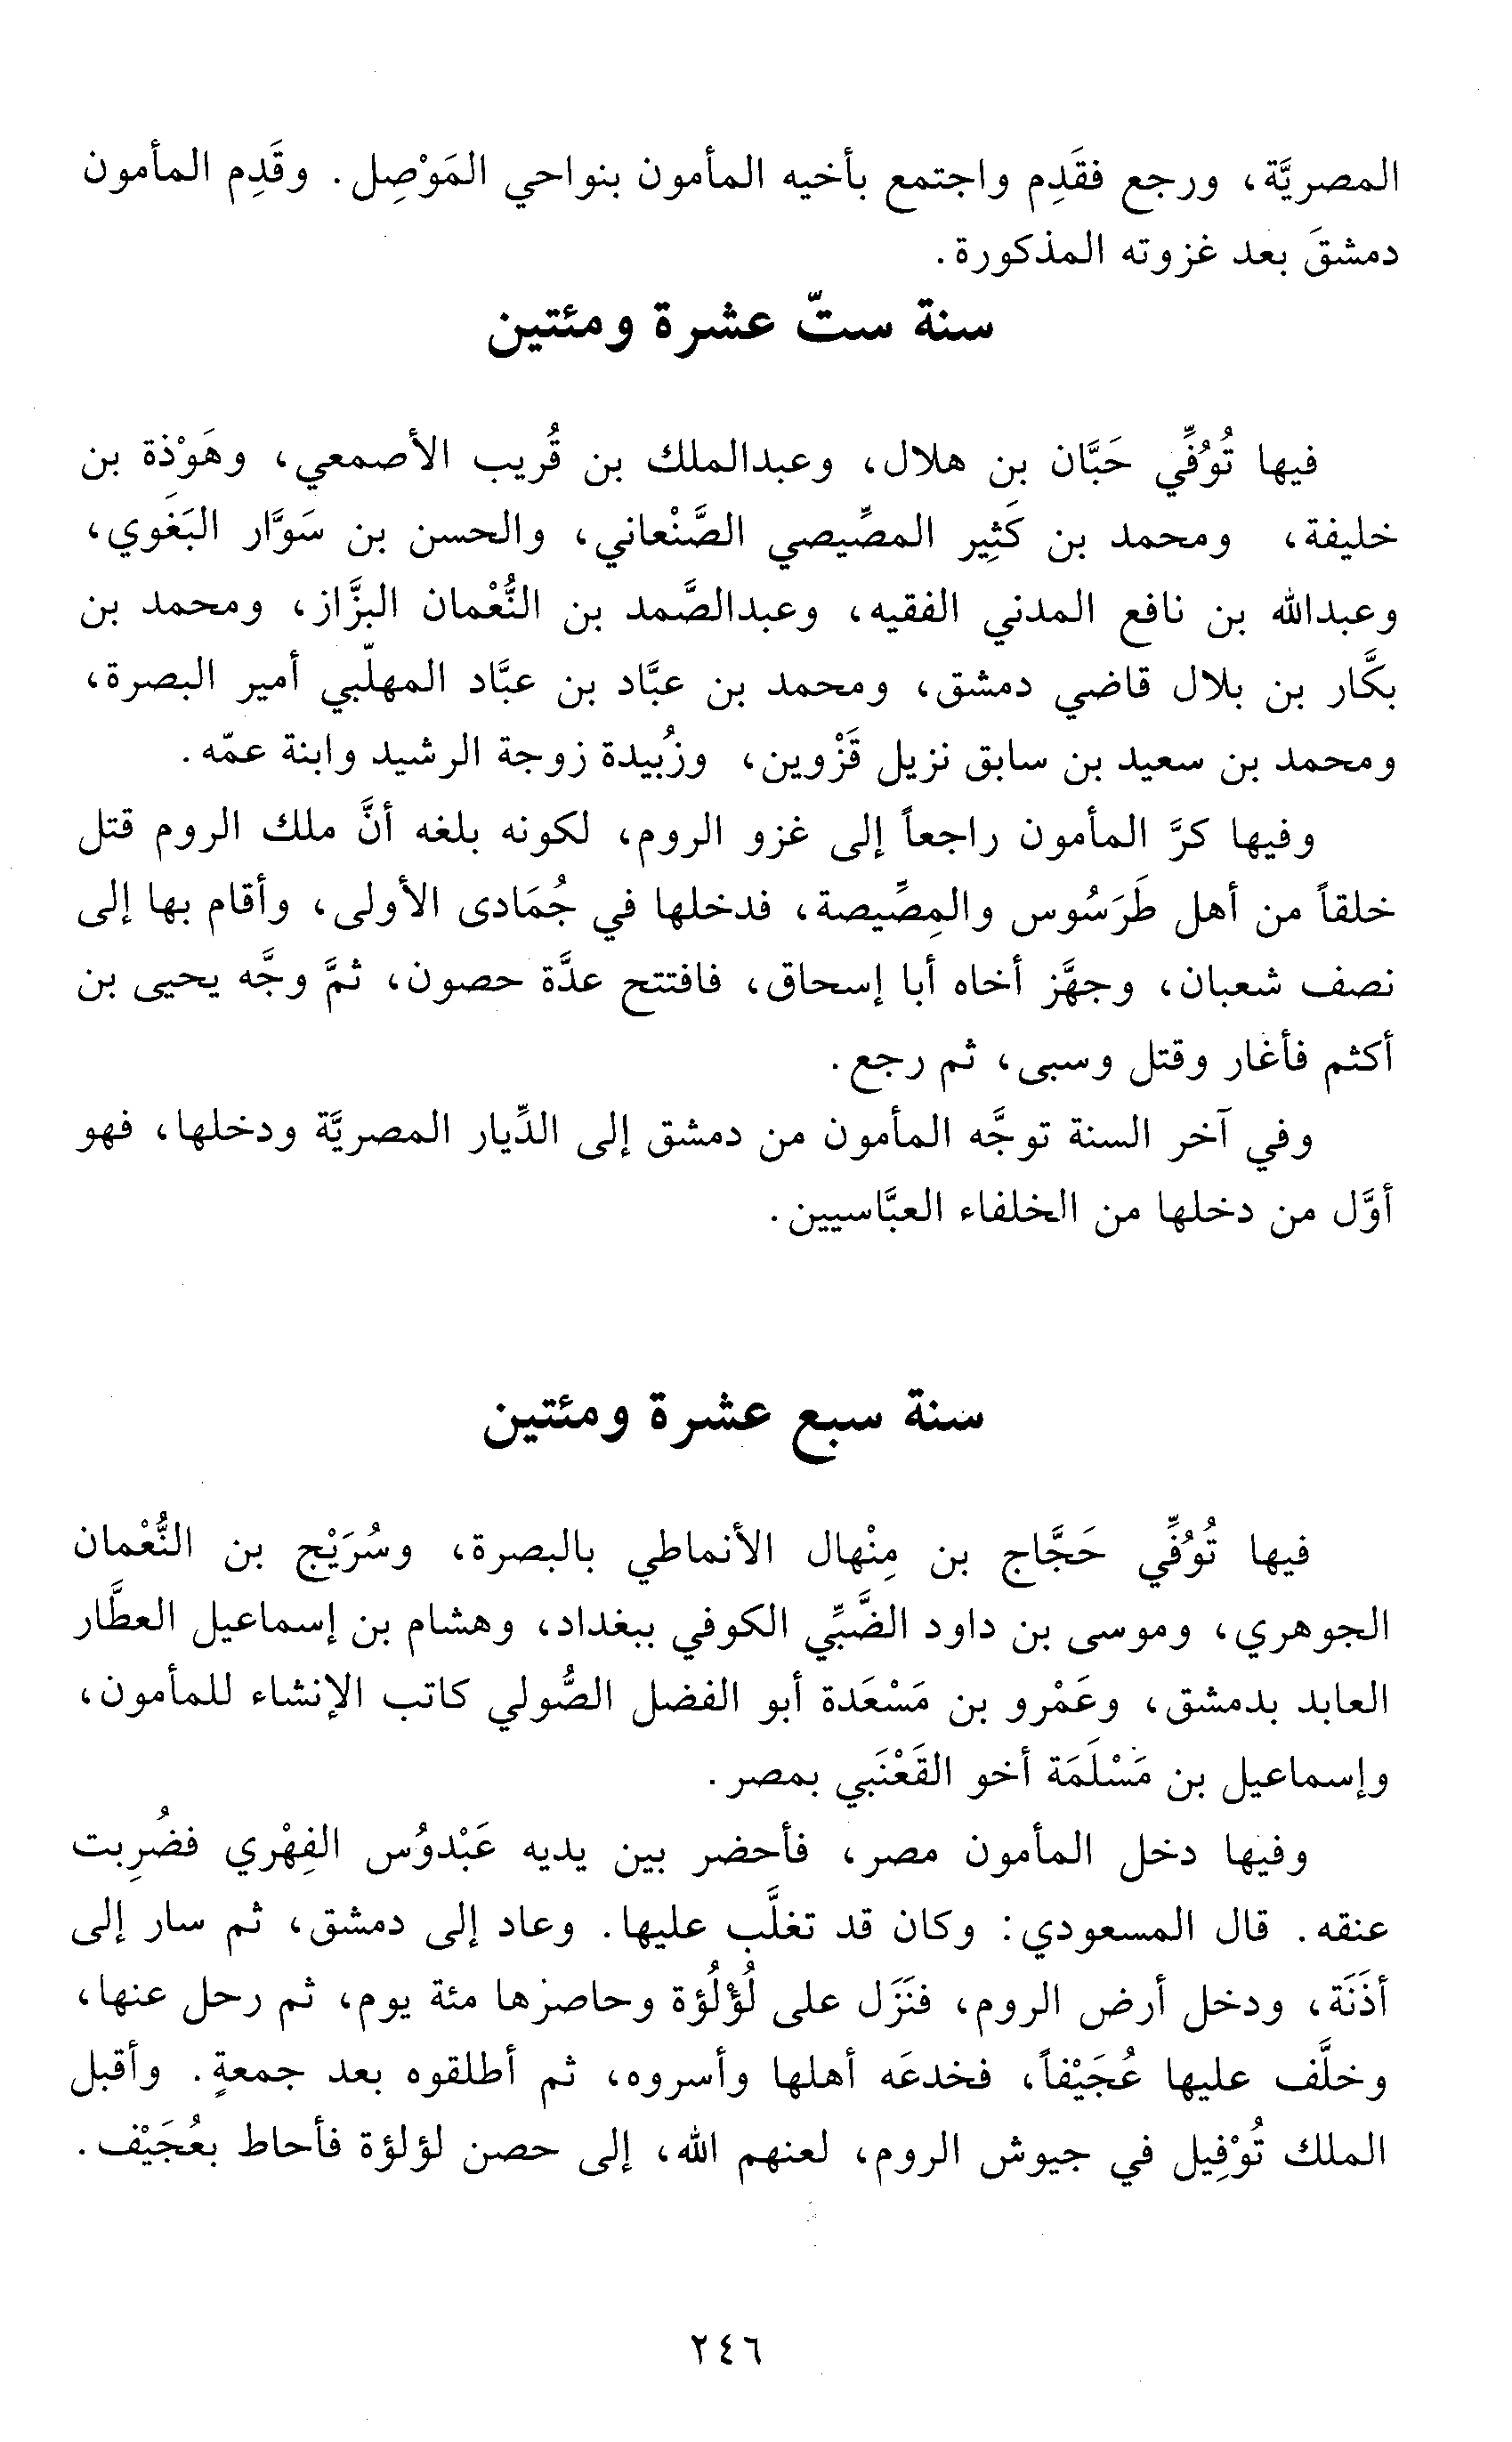 المصريَّة، ورجع فقَدِم واجتمع بأخيه المأمون بنواحي المَوْصِل. وقَدِم المأمون
دمشقَ بعد غزوته المذكورة.
سنة ستّ عشرة ومئتين
فيها تُوُفِّي حَبَّان بن هلال، وعبدالملك بن قُريب الأصمعي، وهَوْذة بن
خليفة، ومحمد بن كَثِير المصِّيصي الصَّنْعاني، والحسن بن سَوَّار البَغَوي،
وعبدالله بن نافع المدني الفقيه، وعبدالصَّمد بن النُّعْمان البزَّاز، ومحمد بن
بكَّار بن بلال قاضي دمشق، ومحمد بن عبَّاد بن عبَّاد المهلّبي أمير البصرة،
ومحمد بن سعيد بن سابق نزيل قَزْوين، وزُبيدة زوجة الرشيد وابنة عمّه.
وفيها كرَّ المأمون راجعاً إلى غزو الروم، لكونه بلغه أنَّ ملك الروم قتل
خلقاً من أهل طَرَسُوس والمِصِّيصة، فدخلها في جُمَادى الأولى، وأقام بها إلى
نصف شعبان، وجهَّز أخاه أبا إسحاق، فافتتح عدَّة حصون، ثمَّ وجَّه يحيى بن
أكثم فأغار وقتل وسبى، ثم رجع.
وفي آخر السنة توجَّه المأمون من دمشق إلى الدِّيار المصريَّة ودخلها، فهو
أوَّل من دخلها من الخلفاء العبَّاسيين.
سنة سبع عشرة ومئتين
فيها تُوُفِّي حَجَّاج بن مِنْهال الأنماطي بالبصرة، وسُرَيْج بن النُّعْمان
الجوهري، وموسى بن داود الضَّبِّي الكوفي ببغداد، وهشام بن إسماعيل العطَّار
العابد بدمشق، وعَمْرو بن مَسْعَدة أبو الفضل الصُّولي كاتب الإنشاء للمأمون،
وإسماعيل بن مَسْلَمَة أخو القَعْنَبي بمصر.
وفيها دخل المأمون مصر، فأحضر بين يديه عَبْدوُس الفِهْري فضُرِبت
عنقه. قال المسعودي: وكان قد تغلَّب عليها. وعاد إلى دمشق، ثم سار إلى
أذَنَة، ودخل أرض الروم، فنَزَل على لُؤْلُؤة وحاصزها مئة يوم، ثم رحل عنها،
وخلَّف عليها عُجَيْفاً، فخدعَه أهلها وأسروه، ثم أطلقوه بعد جمعةٍ. وأقبل
الملك تُوْفِيل في جيوش الروم، لعنهم الله، إلى حصن لؤلؤة فأحاط بعُجَيْف.
٢٤٦